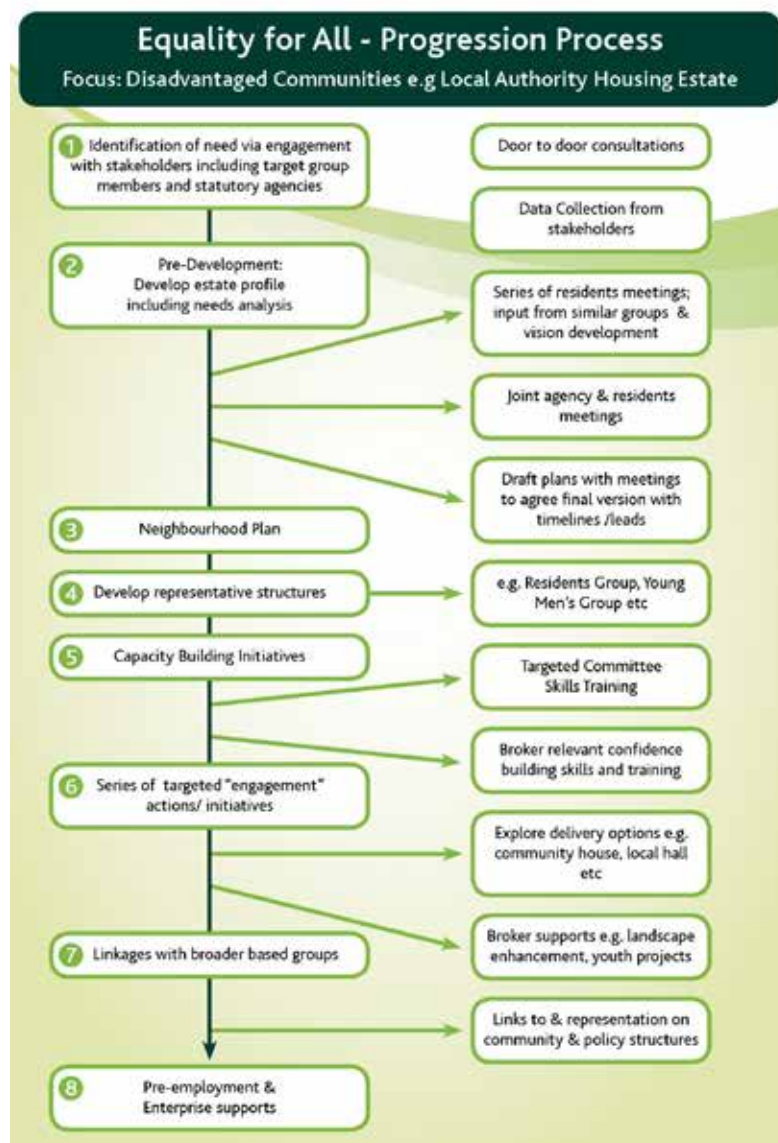 Equality for All - Progression Process
Focus: Disadvantaged Communities e.g Local Authority Housing Estate
1 Identification of need via engagement
with stakeholders including target group
members and statutory agencies
Door to door consultations
Data Collection from
stakeholders
2 Pre-Development:
Develop estate profile
including needs analysis
Series of residents meetings;
input from similar groups &
vision development
Joint agency & residents
meetings
Draft plans with meetings
to agree final version with
timelines /leads
3 Neighbourhood Plan
4 Develop representative structures
e.g. Residents Group, Young
Men's Group etc
5 Capacity Building Initiatives
Targeted Committee
Skills Training
Broker relevant confidence
building skills and training
6 Series of targeted "engagement"
actions/ initiatives
Explore delivery options e.g.
community house, local hall
etc
Broker supports e.g. landscape
enhancement, youth projects
7 Linkages with broader based groups
Links to & representation on
community & policy structures
8 Pre-employment &
Enterprise supports